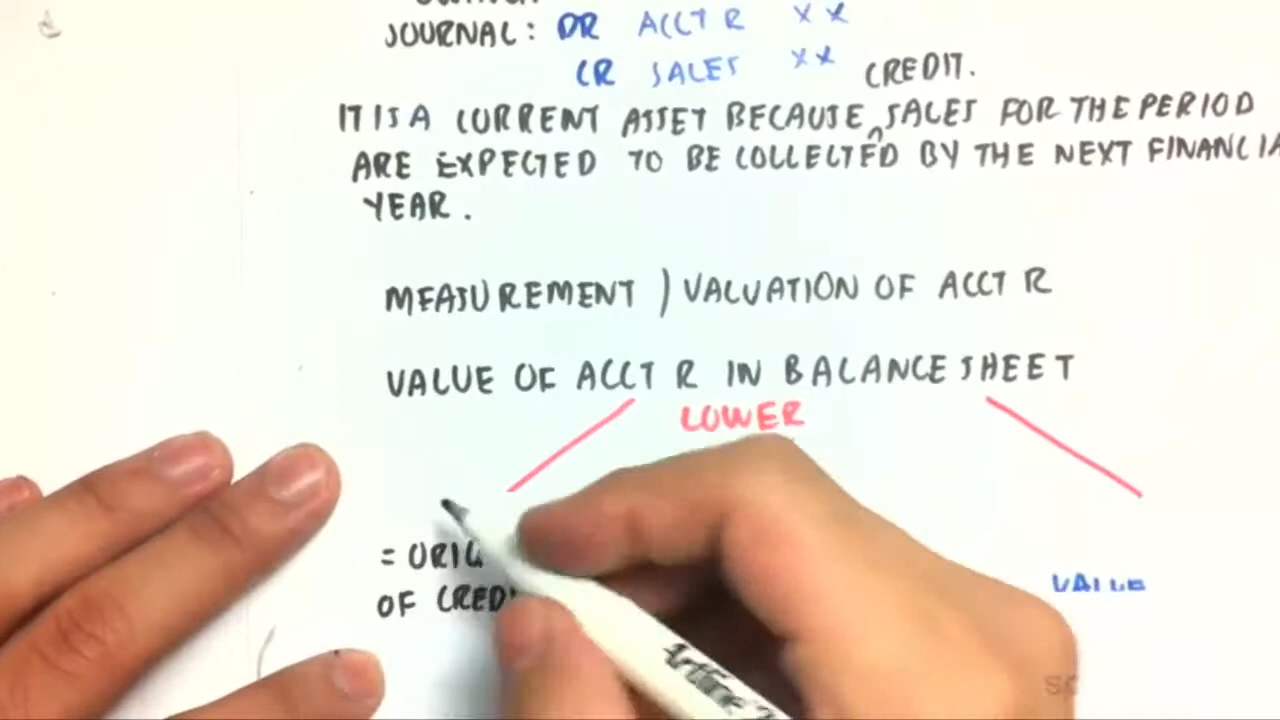 JOURNAL: DR ACCT R xx
CR SALES xx CREDIT.
IT IS A CURRENT ASSET BECAUSE ^ SALES FOR THE PERIOD
ARE EXPECTED TO BE COLLECTED BY THE NEXT FINANCIA
YEAR.
MEASUREMENT / VALUATION OF ACCT R
VALUE OF ACCT R IN BALANCE SHEET
LOWER
= ORIG
OF CREDI VALUE
Artline